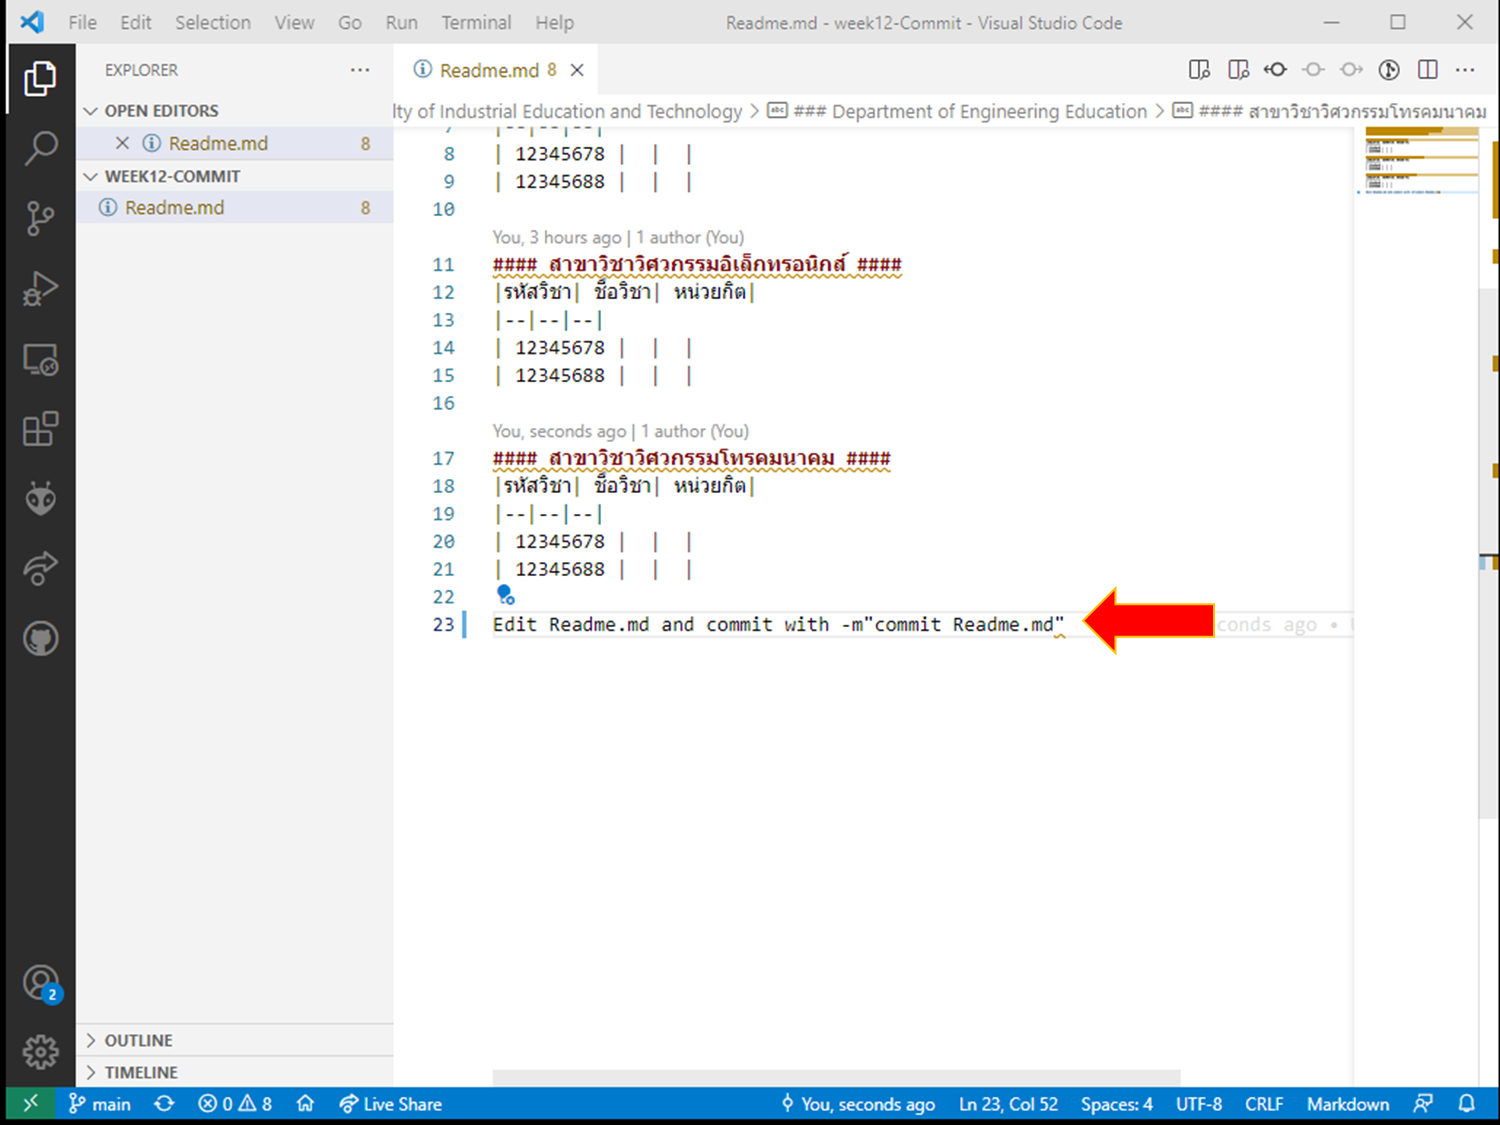 File Edit Selection View Go Run Terminal Help
Readme.md - week12-Commit - Visual Studio Code
EXPLORER
Readme.md 8
OPEN EDITORS
Readme.md 8
WEEK12-COMMIT
Readme.md 8
lty of Industrial Education and Technology > ### Department of Engineering Education > #### สาขาวิชาวิศวกรรมโทรคมนาคม
7 |--|--|--|
8 | 12345678 | | |
9 | 12345688 | | |
10
You, 3 hours ago | 1 author (You)
11 #### สาขาวิชาวิศวกรรมอิเล็กทรอนิกส์ ####
12 |รหัสวิชา| ชื่อวิชา| หน่วยกิต|
13 |--|--|--|
14 | 12345678 | | |
15 | 12345688 | | |
16
You, seconds ago | 1 author (You)
17 #### สาขาวิชาวิศวกรรมโทรคมนาคม ####
18 |รหัสวิชา| ชื่อวิชา| หน่วยกิต|
19 |--|--|--|
20 | 12345678 | | |
21 | 12345688 | | |
22
23 Edit Readme.md and commit with -m"commit Readme.md" conds ago •
2
OUTLINE
TIMELINE
main 0 8 Live Share You, seconds ago Ln 23, Col 52 Spaces: 4 UTF-8 CRLF Markdown